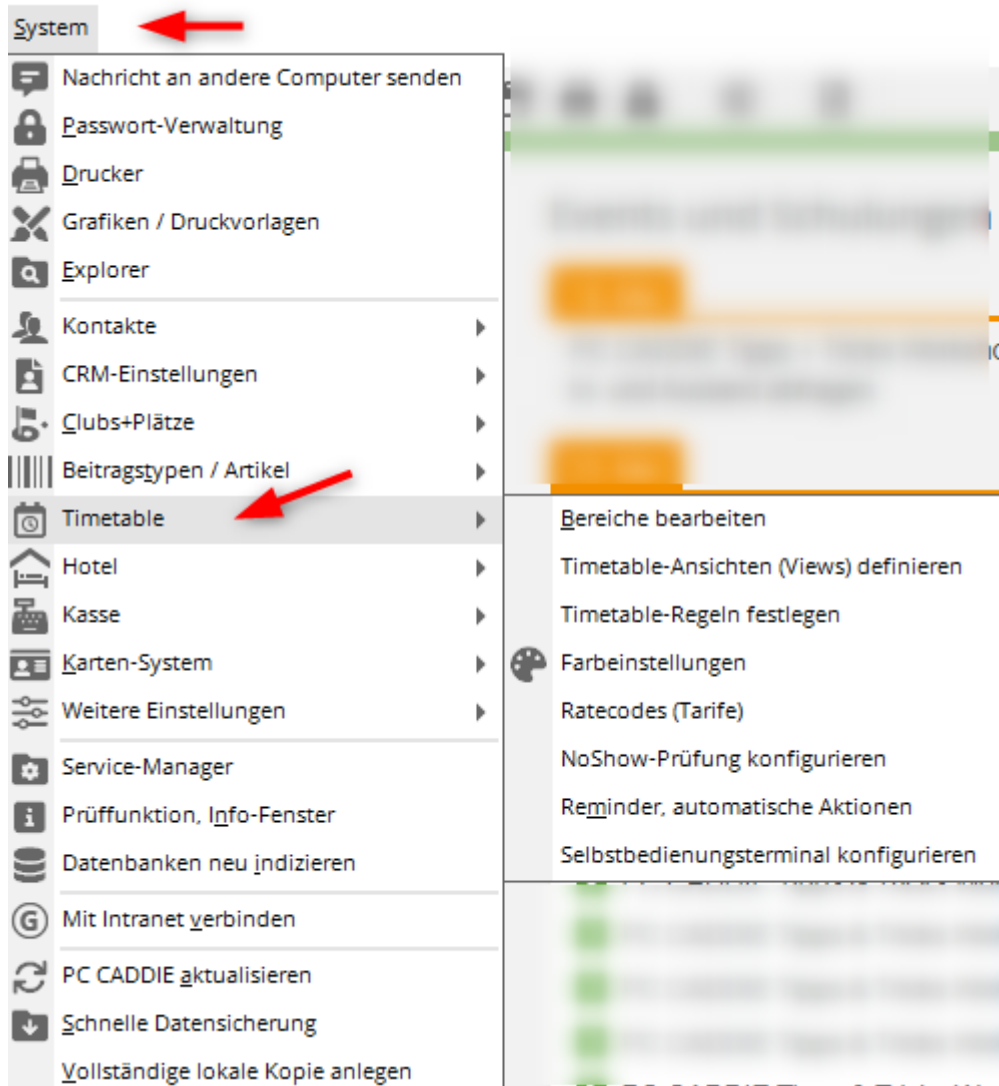 System
Nachricht an andere Computer senden
Passwort-Verwaltung
Drucker
Grafiken / Druckvorlagen
Explorer
Kontakte
CRM-Einstellungen
Clubs+Plätze
Beitragstypen / Artikel
Timetable
Hotel
Kasse
Karten-System
Weitere Einstellungen
Service-Manager
Prüffunktion, Info-Fenster
Datenbanken neu indizieren
Mit Intranet verbinden
PC CADDIE aktualisieren
Schnelle Datensicherung
Vollständige lokale Kopie anlegen
Events und Schulungen
Bereiche bearbeiten
Timetable-Ansichten (Views) definieren
Timetable-Regeln festlegen
Farbeinstellungen
Ratecodes (Tarife)
NoShow-Prüfung konfigurieren
Reminder, automatische Aktionen
Selbstbedienungsterminal konfigurieren